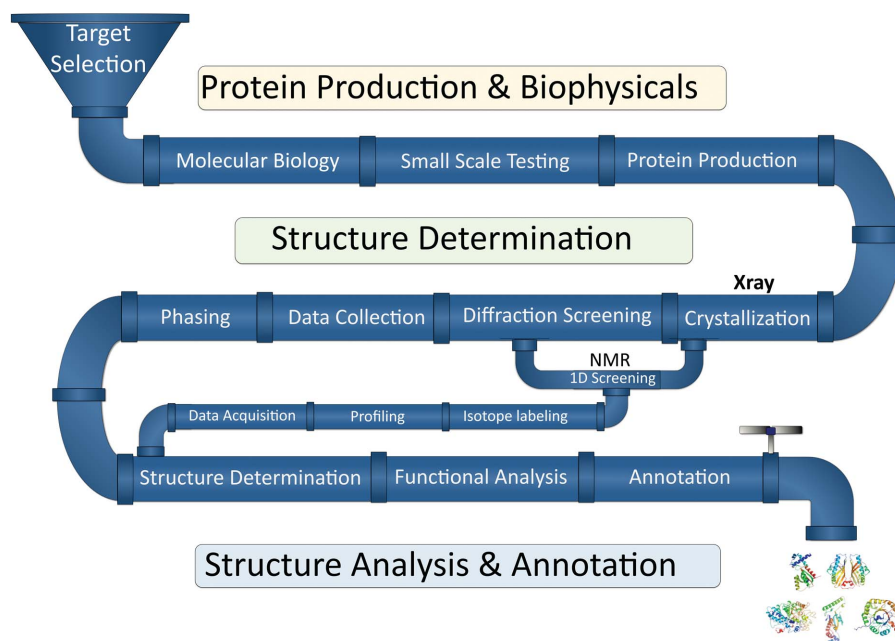 Target
Selection
Protein Production & Biophysicals
Molecular Biology
Small Scale Testing
Protein Production
Structure Determination
Xray
Phasing
Data Collection
Diffraction Screening
Crystallization
NMR
1D Screening
Data Acquisition
Profiling
Isotope labeling
Structure Determination
Functional Analysis
Annotation
Structure Analysis & Annotation